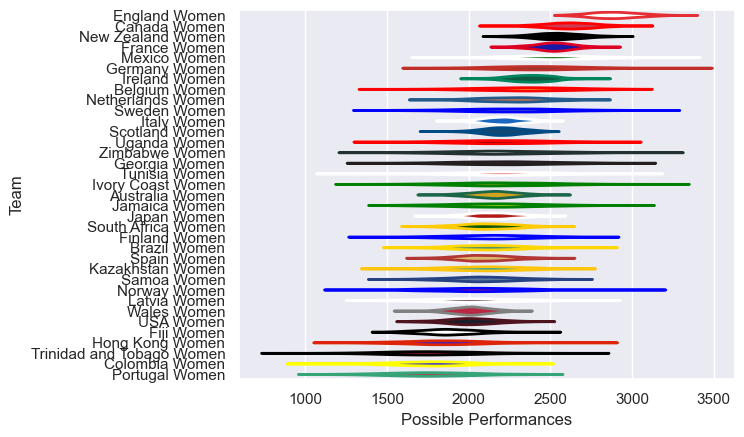 England Women
Canada Women
New Zealand Women
France Women
Mexico Women
Germany Women
Ireland Women
Belgium Women
Netherlands Women
Sweden Women
Italy Women
Scotland Women
Uganda Women
Zimbabwe Women
Georgia Women
Tunisia Women
Ivory Coast Women
Australia Women
Jamaica Women
Japan Women
South Africa Women
Finland Women
Brazil Women
Spain Women
Kazakhstan Women
Samoa Women
Norway Women
Latvia Women
Wales Women
USA Women
Fiji Women
Hong Kong Women
Trinidad and Tobago Women
Colombia Women
Portugal Women
Team
1000 1500 2000 2500 3000 3500
Possible Performances